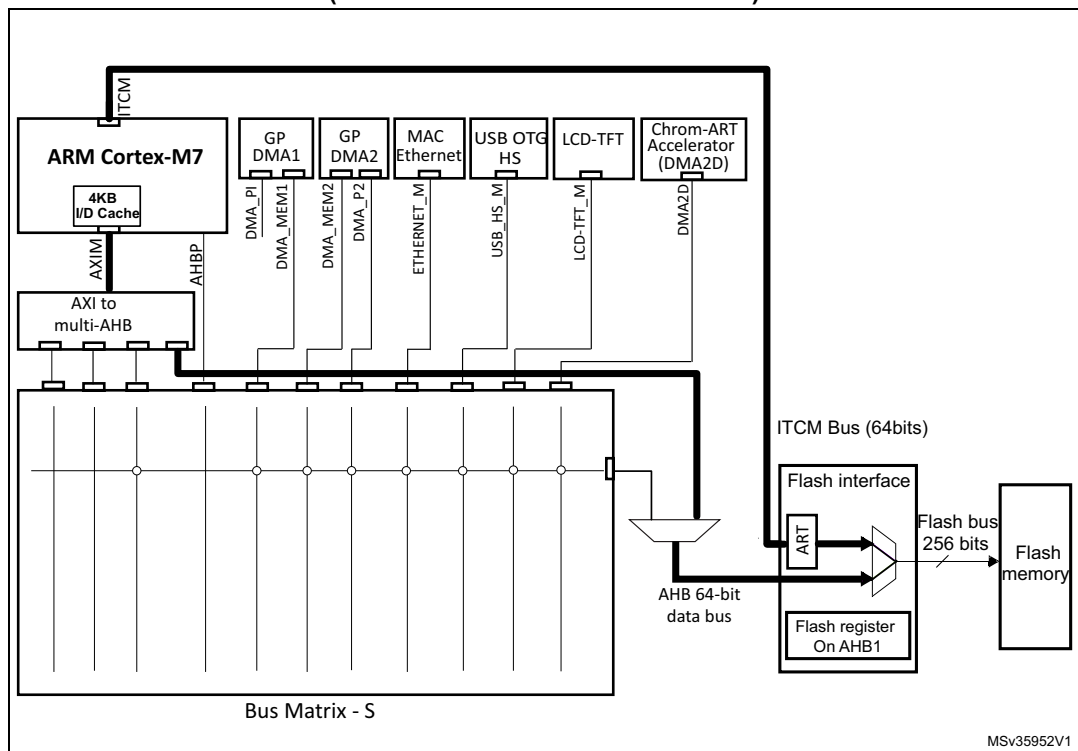 ITCM
ARM Cortex-M7
4KB
I/D Cache
AXIM
AHBP
GP
DMA1
GP
DMA2
MAC
Ethernet
USB OTG
HS
LCD-TFT
Chrom-ART
Accelerator
(DMA2D)
DMA_PI
DMA_MEM1
DMA_MEM2
DMA_P2
ETHERNET_M
USB_HS_M
LCD-TFT_M
DMA2D
AXI to
multi-AHB
ITCM Bus (64bits)
Flash interface
ART
Flash bus
256 bits
Flash
memory
AHB 64-bit
data bus
Flash register
On AHB1
Bus Matrix - S
MSv35952V1